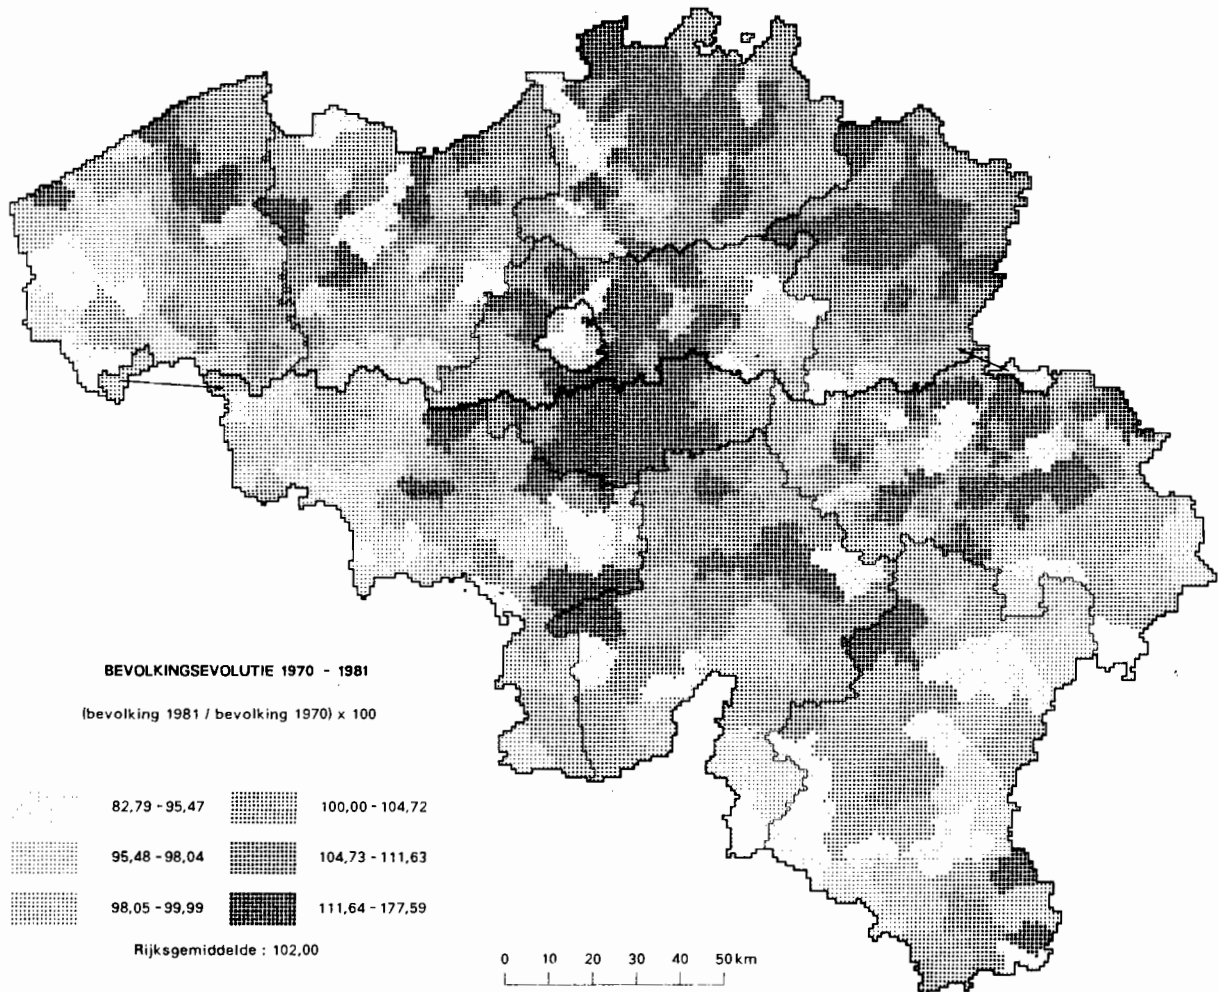 BEVOLKINGSEVOLUTIE 1970 - 1981
(bevolking 1981 / bevolking 1970) x 100
82,79 - 95,47
100,00 - 104,72
95,48 - 98,04
104,73 - 111,63
98,05 - 99,99
111,64 - 177,59
Rijksgemiddelde : 102,00
0 10 20 30 40 50 km